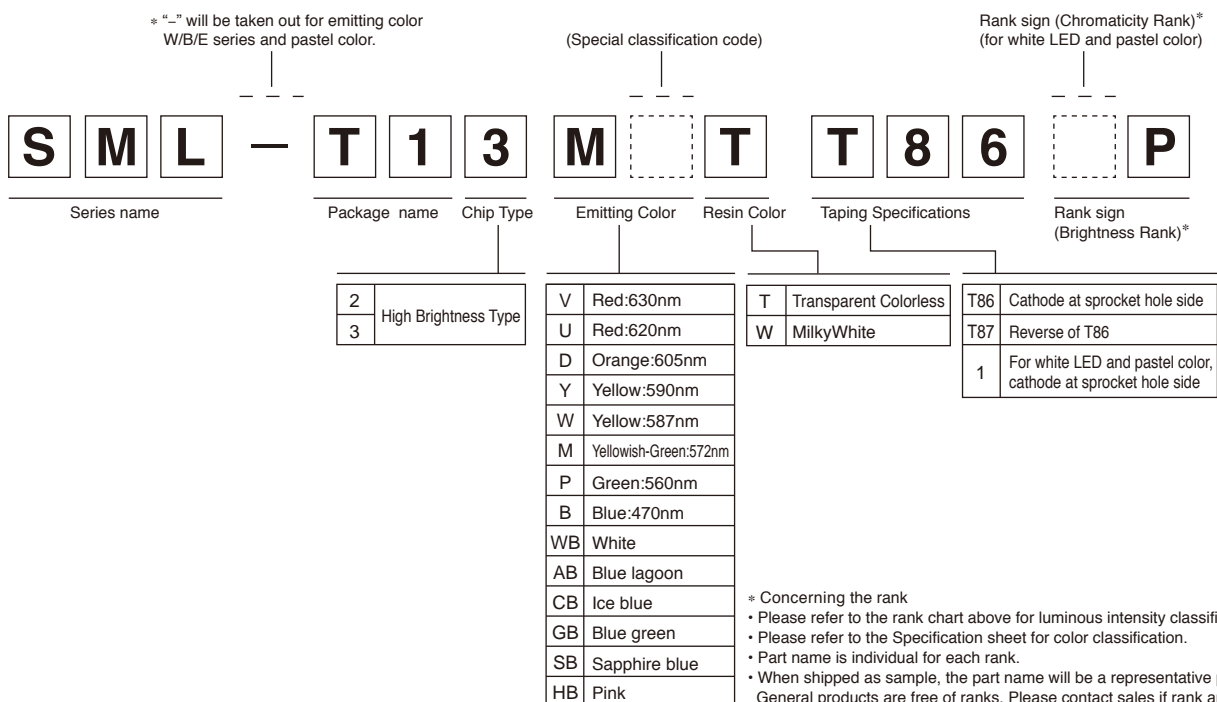 * “–” will be taken out for emitting color
W/B/E series and pastel color.
(Special classification code)
Rank sign (Chromaticity Rank)*
(for white LED and pastel color)
S M L – T 1 3 M T T 8 6 P
Series name
Package name
Chip Type
Emitting Color
Resin Color
Taping Specifications
Rank sign
(Brightness Rank)*
2
3
High Brightness Type
V Red:630nm
U Red:620nm
D Orange:605nm
Y Yellow:590nm
W Yellow:587nm
M Yellowish-Green:572nm
P Green:560nm
B Blue:470nm
WB White
AB Blue lagoon
CB Ice blue
GB Blue green
SB Sapphire blue
HB Pink
T Transparent Colorless
W MilkyWhite
T86 Cathode at sprocket hole side
T87 Reverse of T86
1 For white LED and pastel color,
cathode at sprocket hole side
* Concerning the rank
• Please refer to the rank chart above for luminous intensity
• Please refer to the Specification sheet for color classification.
• Part name is individual for each rank.
• When shipped as sample, the part name will be a representative
General products are free of ranks. Please contact sales if rank